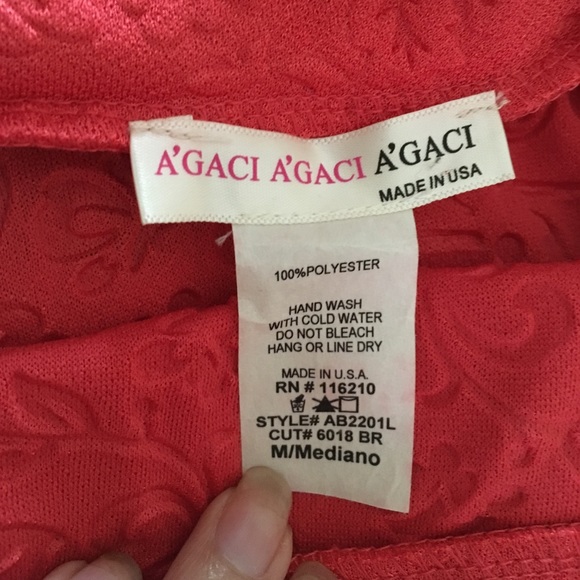 A'GACI A'GACI A'GACI
MADE IN USA
100%POLYESTER
HAND WASH
WITH COLD WATER
DO NOT BLEACH
HANG OR LINE DRY
MADE IN U.S.A.
RN # 116210
STYLE# AB2201L
CUT# 6018 BR
M/Mediano